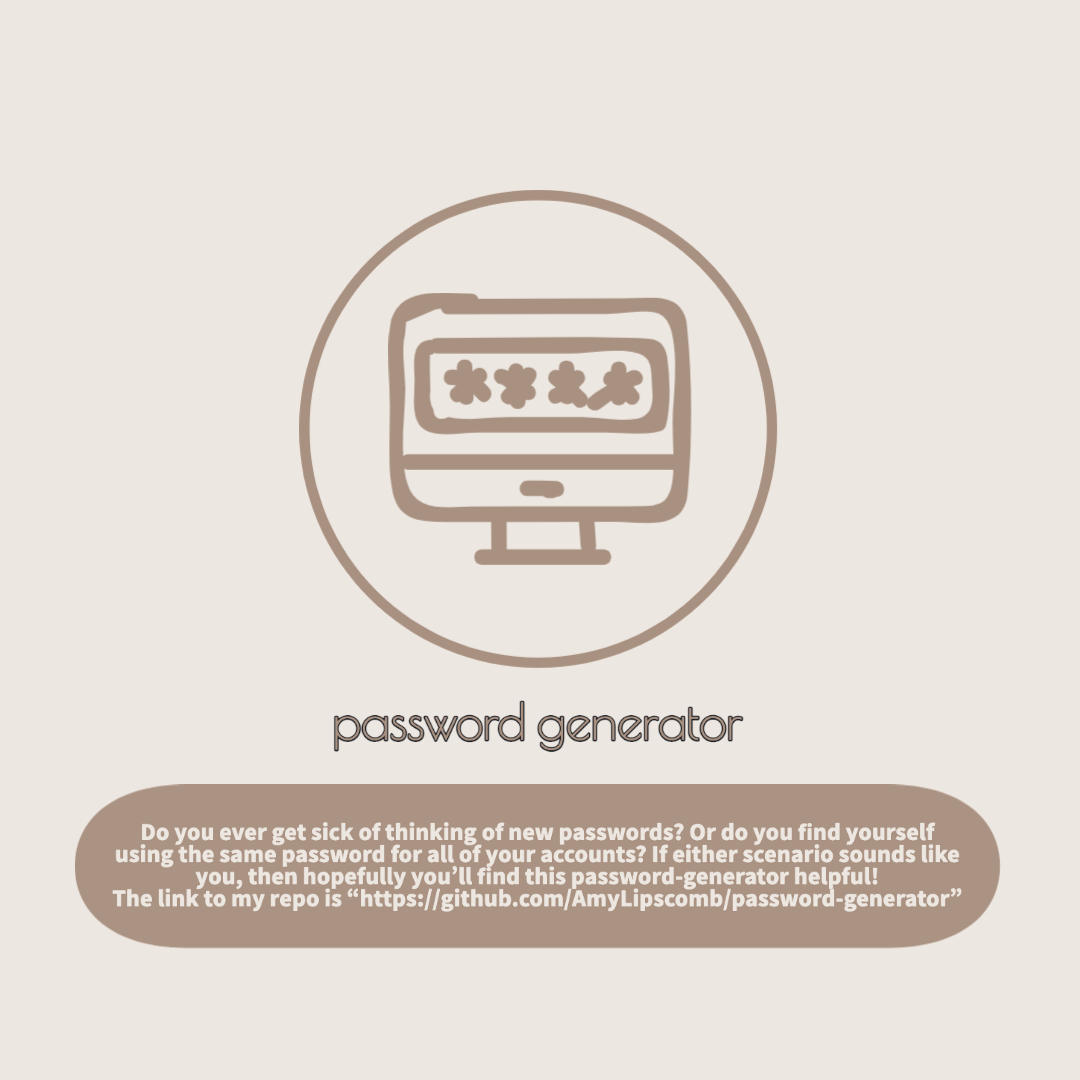 password generator
Do you ever get sick of thinking of new passwords? Or do you find yourself
using the same password for all of your accounts? If either scenario sounds like
you, then hopefully you’ll find this password-generator helpful!
The link to my repo is “https://github.com/AmyLipscomb/password-generator”